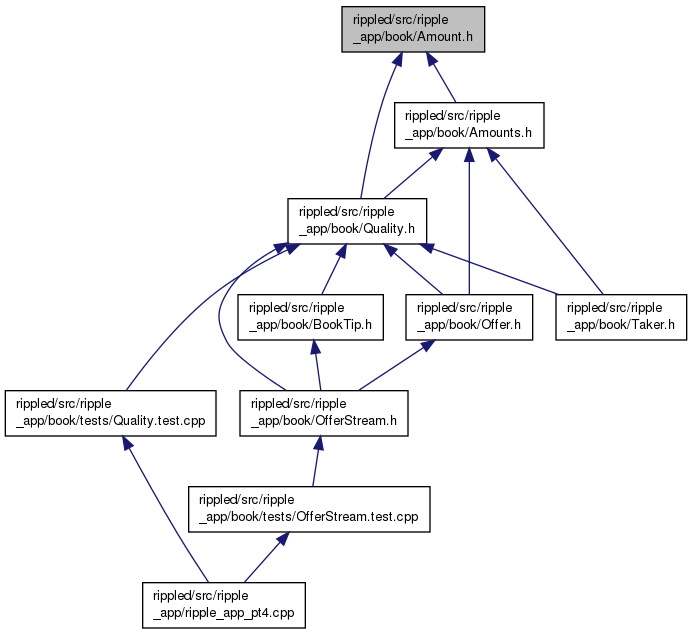 rippled/src/ripple
_app/book/Amount.h
rippled/src/ripple
_app/book/Amounts.h
rippled/src/ripple
_app/book/Quality.h
rippled/src/ripple
_app/book/BookTip.h
rippled/src/ripple
_app/book/Offer.h
rippled/src/ripple
_app/book/Taker.h
rippled/src/ripple
_app/book/tests/Quality.test.cpp
rippled/src/ripple
_app/book/OfferStream.h
rippled/src/ripple
_app/book/tests/OfferStream.test.cpp
rippled/src/ripple
_app/ripple_app_pt4.cpp